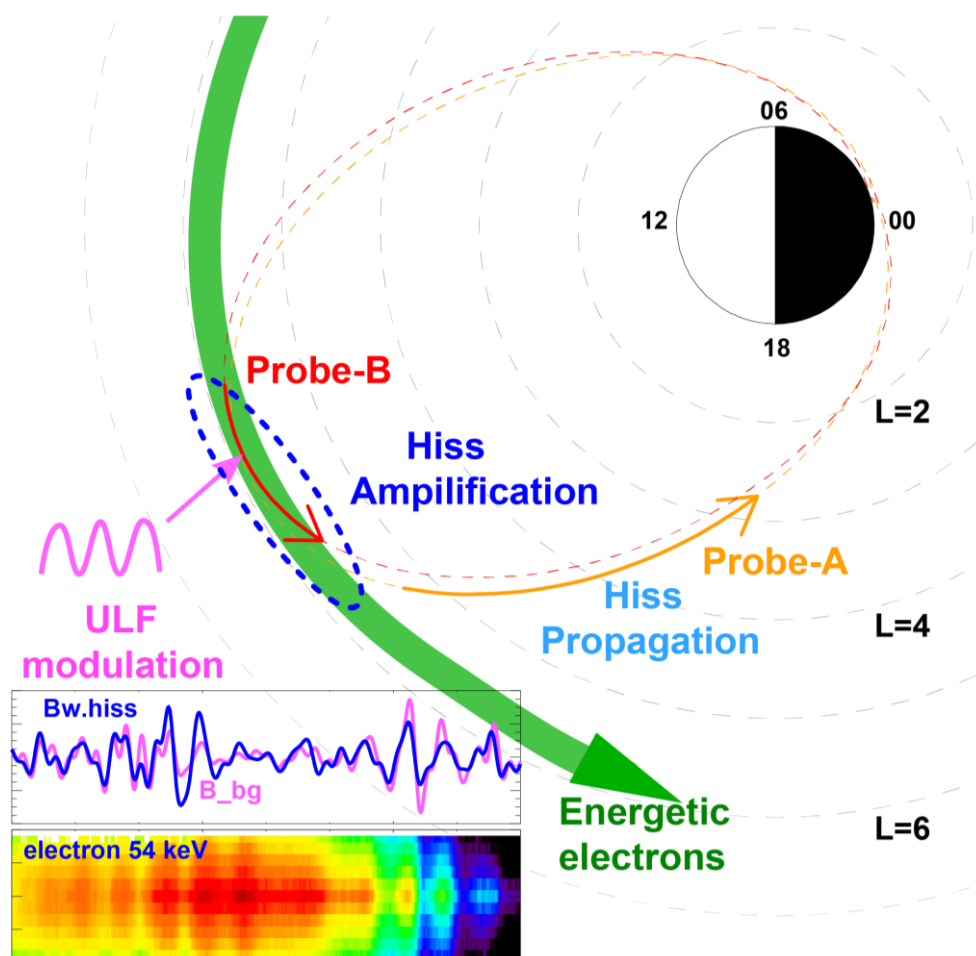 06
12
00
18
Probe-B
L=2
Hiss
Ampilification
Probe-A
Hiss
Propagation
ULF
modulation
L=4
Bw.hiss
B_bg
Energetic
electrons
L=6
electron 54 keV